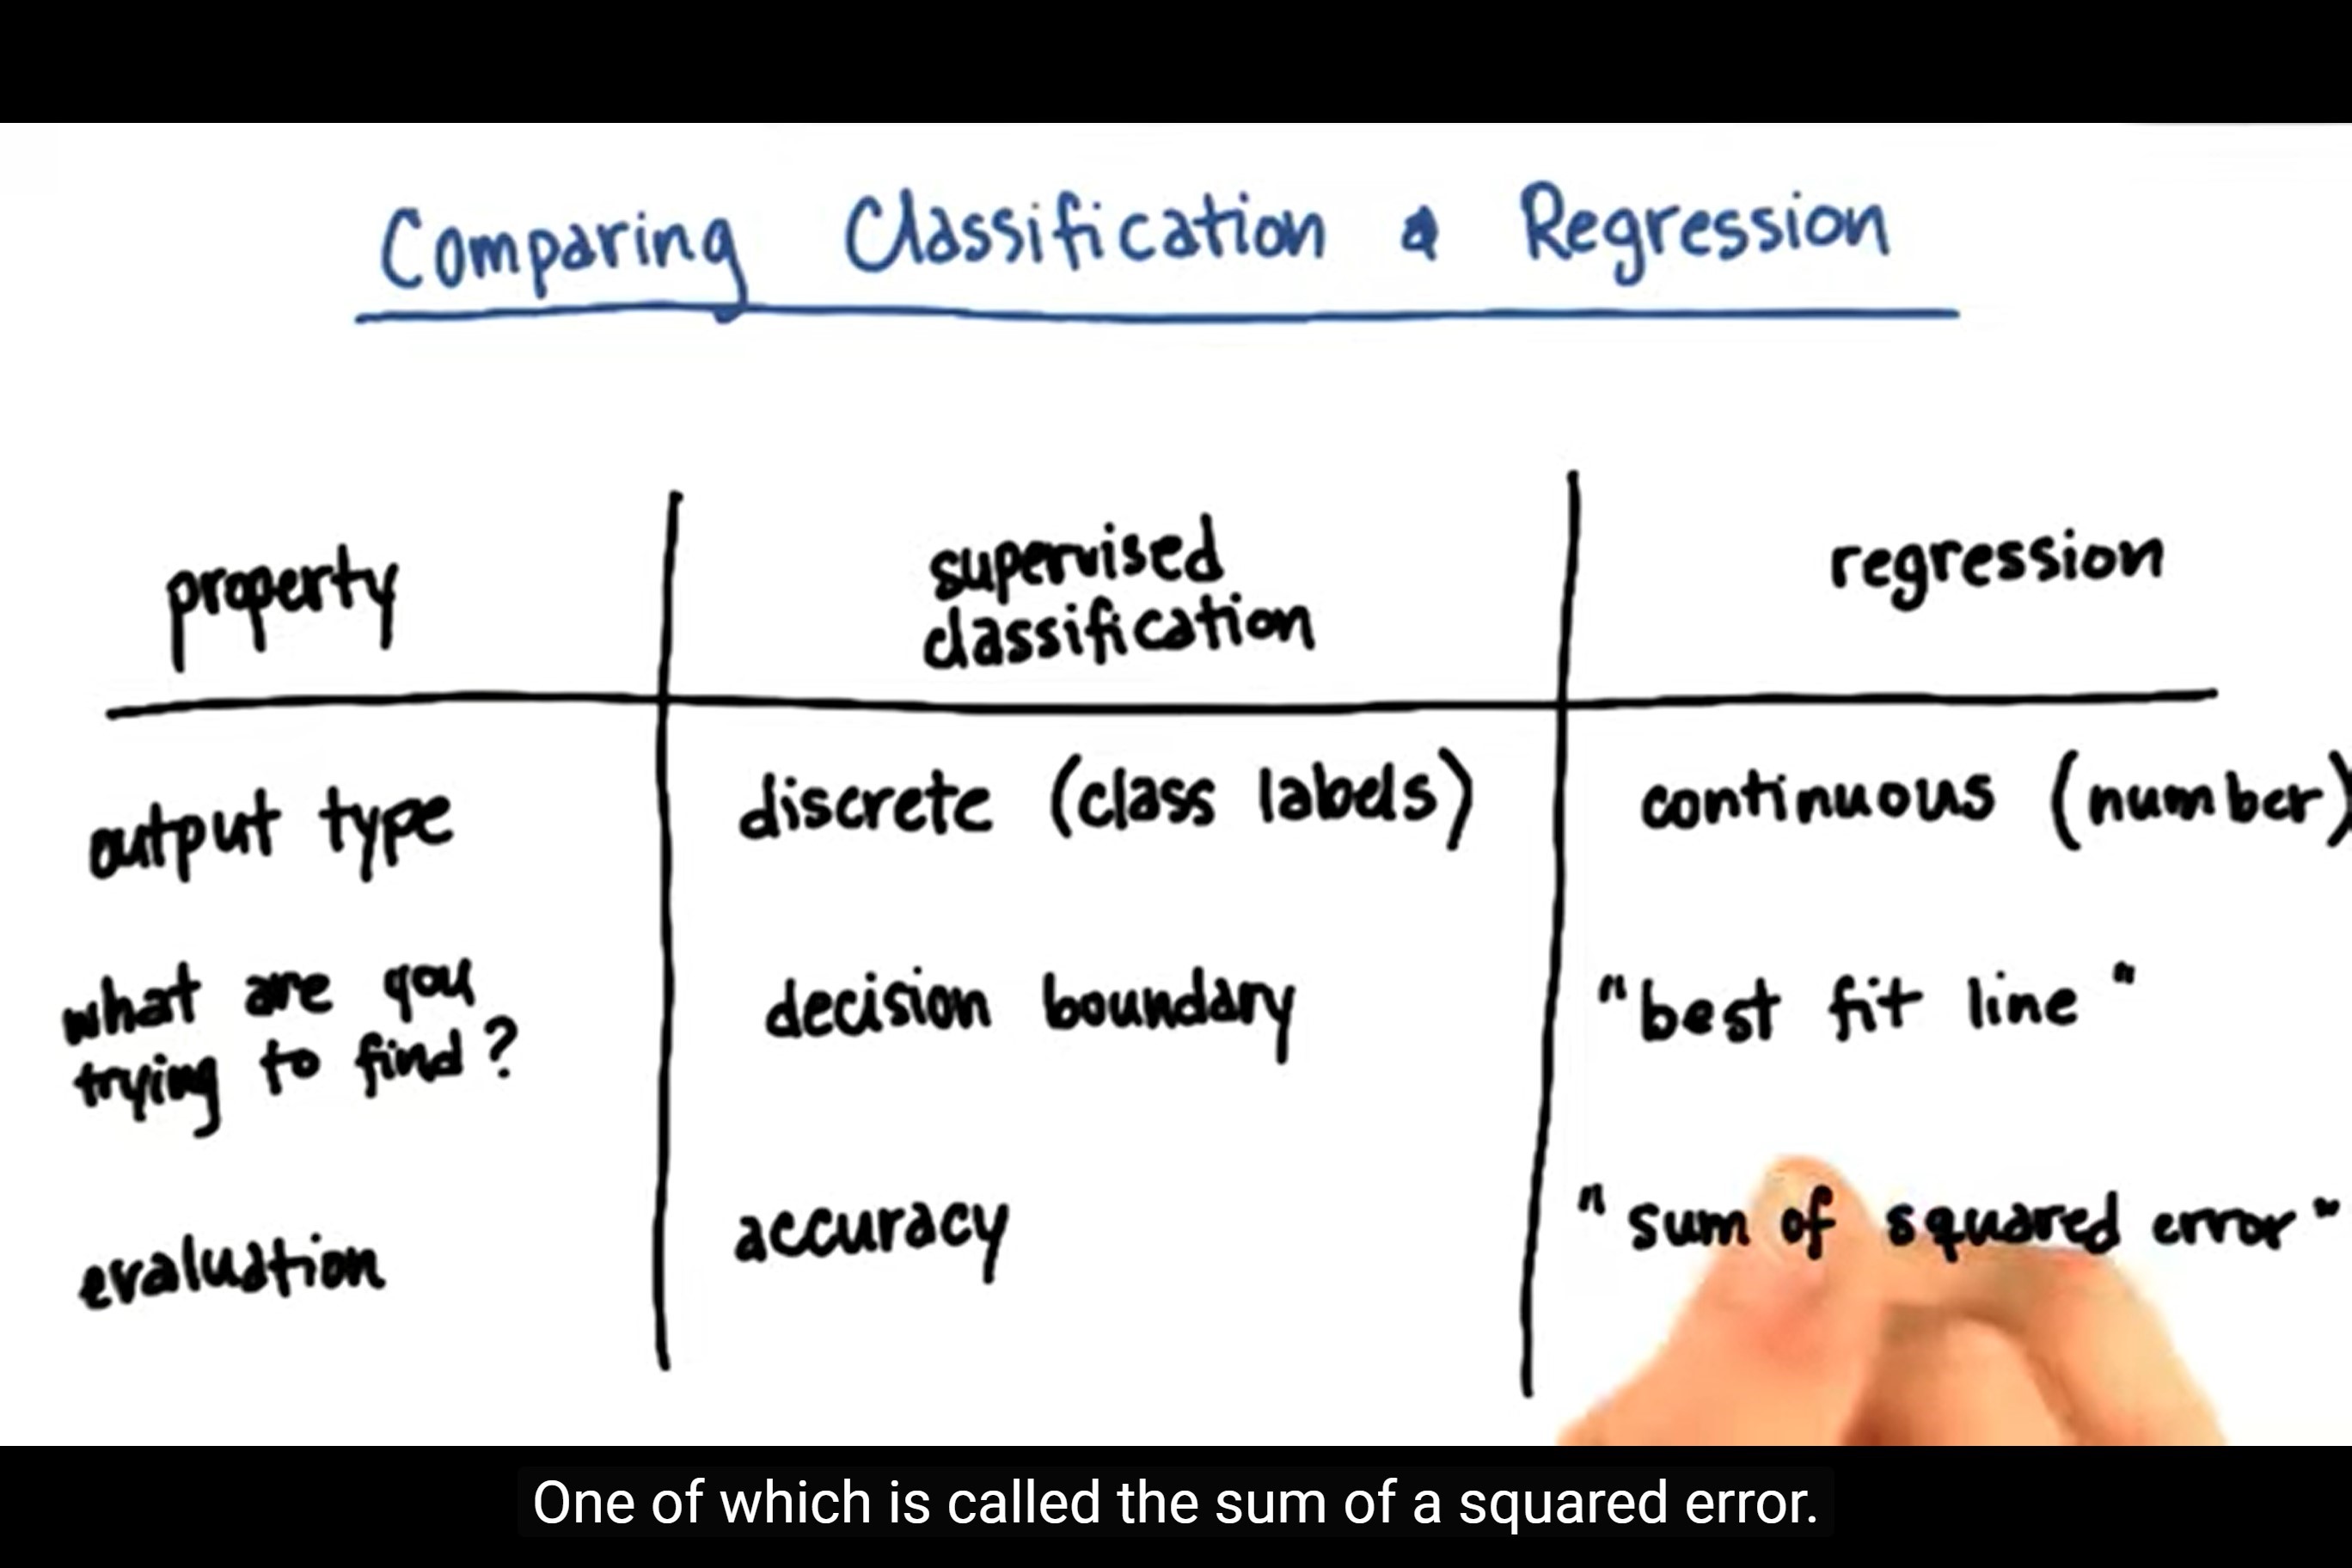 Comparing Classification & Regression
property
supervised
classification
regression
output type
discrete (class labels)
continuous (number)
what are you
trying to find?
decision boundary
"best fit line"
evaluation
accuracy
"sum of squared error"
One of which is called the sum of a squared error.